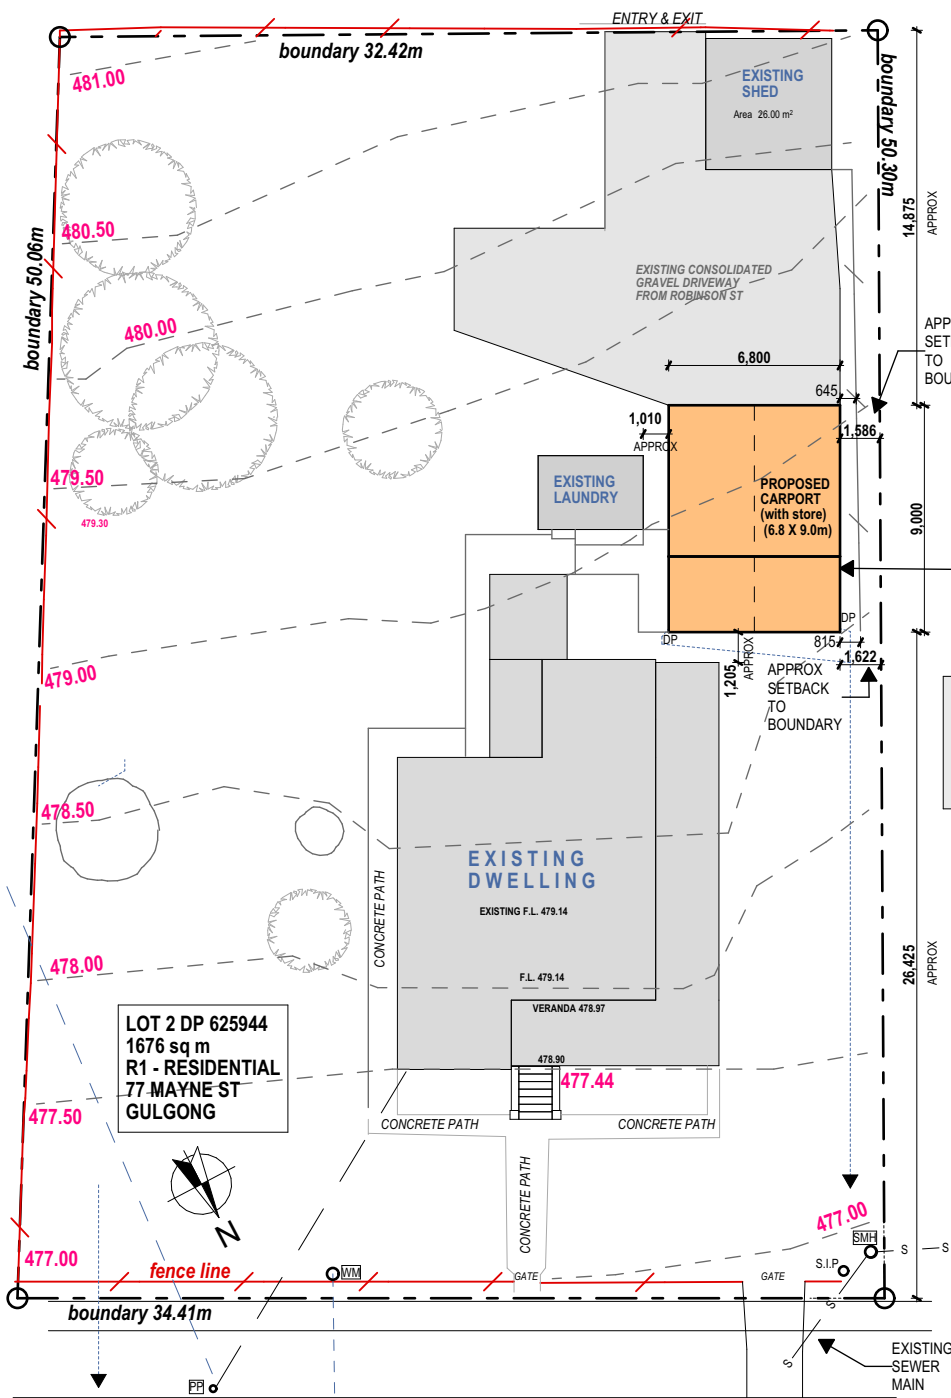 ENTRY & EXIT
boundary 32.42m
481.00
EXISTING
SHED
Area 26.00 m²
boundary 50.30m
14,875
APPROX
480.50
boundary 50.06m
EXISTING CONSOLIDATED
GRAVEL DRIVEWAY
FROM ROBINSON ST
480.00
APP
SET
TO
BOU
6,800
645
1,010
APPROX
1,586
479.50
479.30
EXISTING
LAUNDRY
PROPOSED
CARPORT
(with store)
(6.8 X 9.0m)
9,000
DP
DP
815
1,622
1,205
APPROX
APPROX
SETBACK
TO
BOUNDARY
479.00
478.50
EXISTING
DWELLING
EXISTING F.L. 479.14
CONCRETE PATH
478.00
F.L. 479.14
VERANDA 478.97
26,425
APPROX
LOT 2 DP 625944
1676 sq m
R1 - RESIDENTIAL
77 MAYNE ST
GULGONG
478.90
477.44
477.50
CONCRETE PATH
CONCRETE PATH
CONCRETE PATH
N
477.00
477.00
SMH
S
S
S.I.P
fence line
WM
GATE
GATE
boundary 34.41m
S
S
EXISTING
SEWER
MAIN
PP